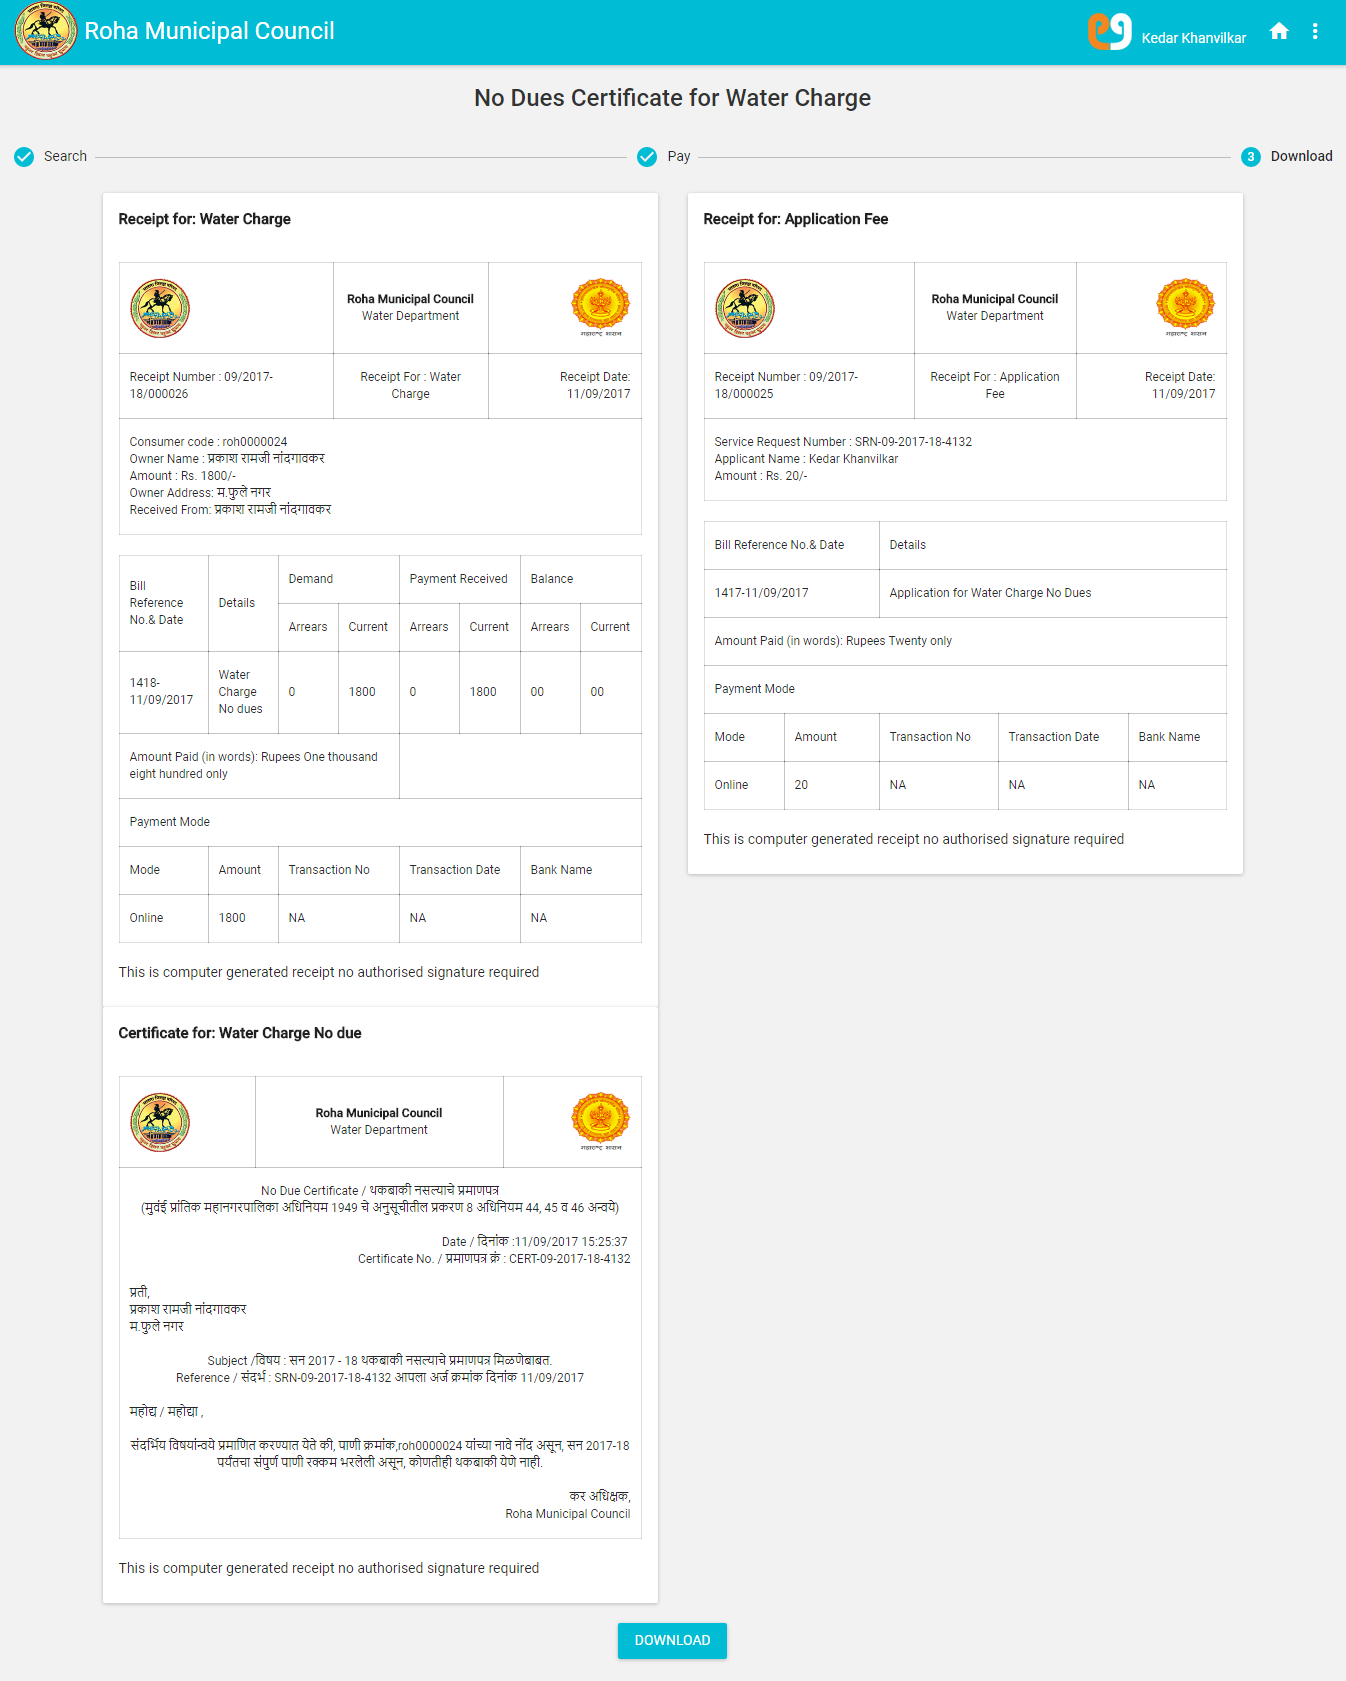 Roha Municipal Council
Kedar Khanvilkar
No Dues Certificate for Water Charge
Search
Pay
3 Download
Receipt for: Water Charge
Roha Municipal Council
Water Department
महाराष्ट्र शासन
Receipt Number : 09/2017-
18/000026
Receipt For : Water
Charge
Receipt Date:
11/09/2017
Consumer code : roh0000024
Owner Name : प्रकाश रामजी नांदगावकर
Amount : Rs. 1800/-
Owner Address: म.फुले नगर
Received From: प्रकाश रामजी नांदगावकर
Bill
Reference
No.& Date
Details
Demand
Payment Received
Balance
Arrears Current Arrears Current Arrears Current
1418-
11/09/2017
Water
Charge
No dues
0 1800 0 1800 00 00
Amount Paid (in words): Rupees One thousand
eight hundred only
Payment Mode
Mode Amount Transaction No Transaction Date Bank Name
Online 1800 NA NA NA
This is computer generated receipt no authorised signature required
Receipt for: Application Fee
Roha Municipal Council
Water Department
महाराष्ट्र शासन
Receipt Number : 09/2017-
18/000025
Receipt For : Application
Fee
Receipt Date:
11/09/2017
Service Request Number : SRN-09-2017-18-4132
Applicant Name : Kedar Khanvilkar
Amount : Rs. 20/-
Bill Reference No.& Date Details
1417-11/09/2017 Application for Water Charge No Dues
Amount Paid (in words): Rupees Twenty only
Payment Mode
Mode Amount Transaction No Transaction Date Bank Name
Online 20 NA NA NA
This is computer generated receipt no authorised signature required
Certificate for: Water Charge No due
Roha Municipal Council
Water Department
महाराष्ट्र शासन
No Due Certificate / थकबाकी नसल्याचे प्रमाणपत्र
(मुवंई प्रांतिक महानगरपालिका अधिनियम 1949 चे अनुसूचीतील प्रकरण 8 अधिनियम 44, 45 व 46 अन्वये)
Date / दिनांक :11/09/2017 15:25:37
Certificate No. / प्रमाणपत्र क्रं : CERT-09-2017-18-4132
प्रती,
प्रकाश रामजी नांदगावकर
म.फुले नगर
Subject /विषय : सन 2017 - 18 थकबाकी नसल्याचे प्रमाणपत्र मिळणेबाबत.
Reference / संदर्भ : SRN-09-2017-18-4132 आपला अर्ज क्रमांक दिनांक 11/09/2017
महोद्य / महोद्या ,
संदर्भिय विषयांन्वये प्रमाणित करण्यात येते की, पाणी क्रमांक,roh0000024 यांच्या नावे नोंद असून, सन 2017-18
पर्यंतचा संपुर्ण पाणी रक्कम भरलेली असून, कोणतीही थकबाकी येणे नाही.
कर अधिक्षक,
Roha Municipal Council
This is computer generated receipt no authorised signature required
DOWNLOAD